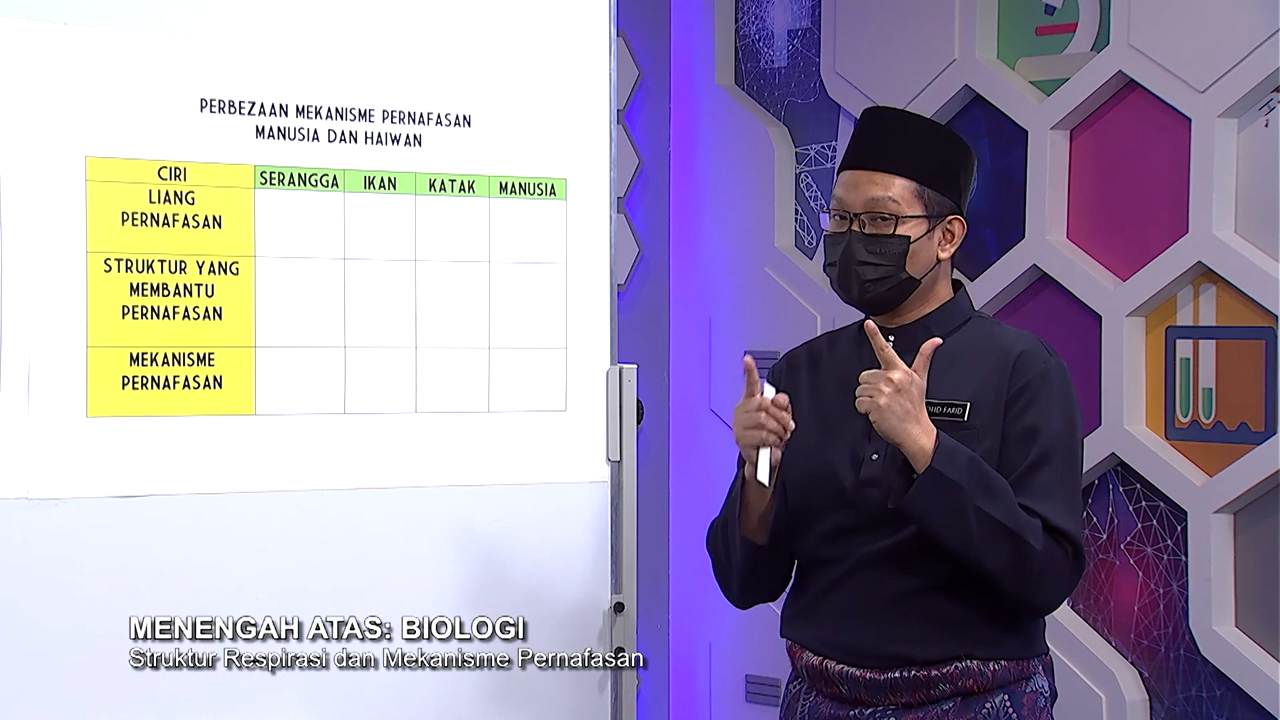 PERBEZAAN MEKANISME PERNAFASAN
MANUSIA DAN HAIWAN
CIRI
SERANGGA
IKAN
KATAK
MANUSIA
LIANG
PERNAFASAN
STRUKTUR YANG
MEMBANTU
PERNAFASAN
MEKANISME
PERNAFASAN
FARID
MENENGAH ATAS: BIOLOGI
Struktur Respirasi dan Mekanisme Pernafasan